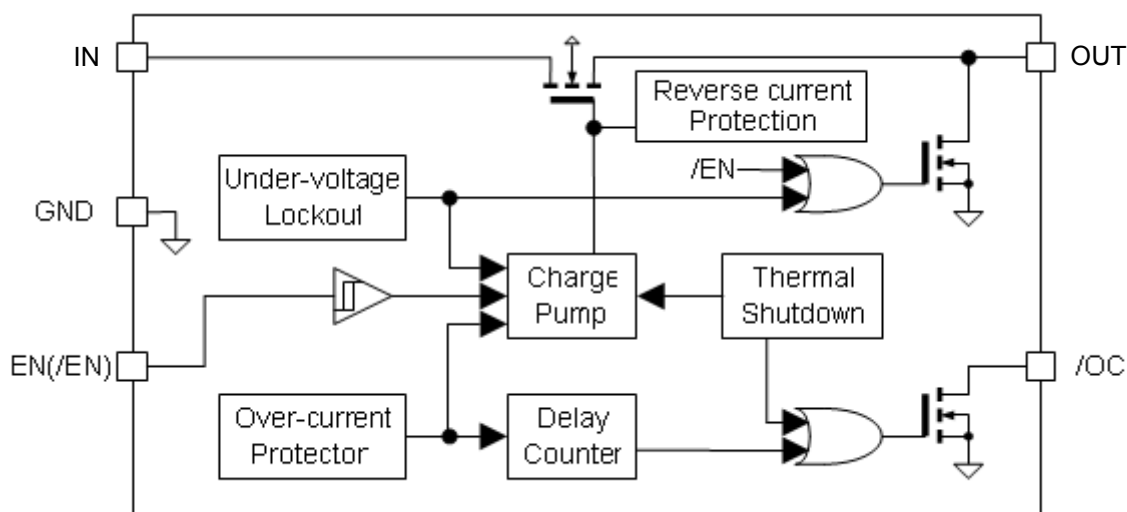 IN
OUT
Reverse current
Protection
/EN
Under-voltage
Lockout
GND
Charge
Pump
Thermal
Shutdown
EN(/EN)
/OC
Over-current
Protector
Delay
Counter